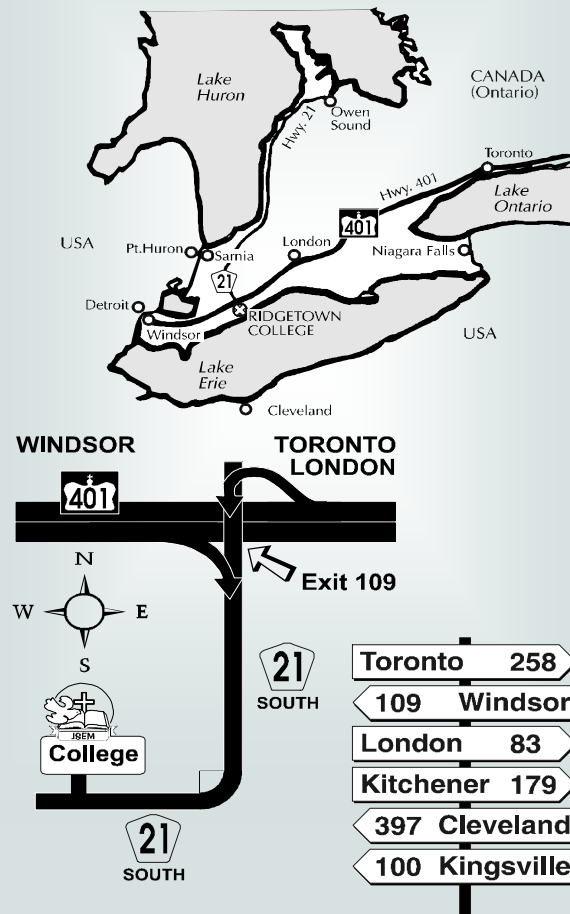 Lake
Huron
CANADA
(Ontario)
Owen
Sound
Hwy. 21
Toronto
Hwy. 401
Lake
Ontario
401
USA
Pt.Huron
Sarnia
London
Niagara Falls
21
Detroit
Windsor
RIDGETOWN
COLLEGE
USA
Lake
Erie
Cleveland
WINDSOR
TORONTO
LONDON
401
N
W
E
S
Exit 109
21
SOUTH
JSEM
College
21
SOUTH
Toronto 258
109 Windsor
London 83
Kitchener 179
397 Cleveland
100 Kingsville